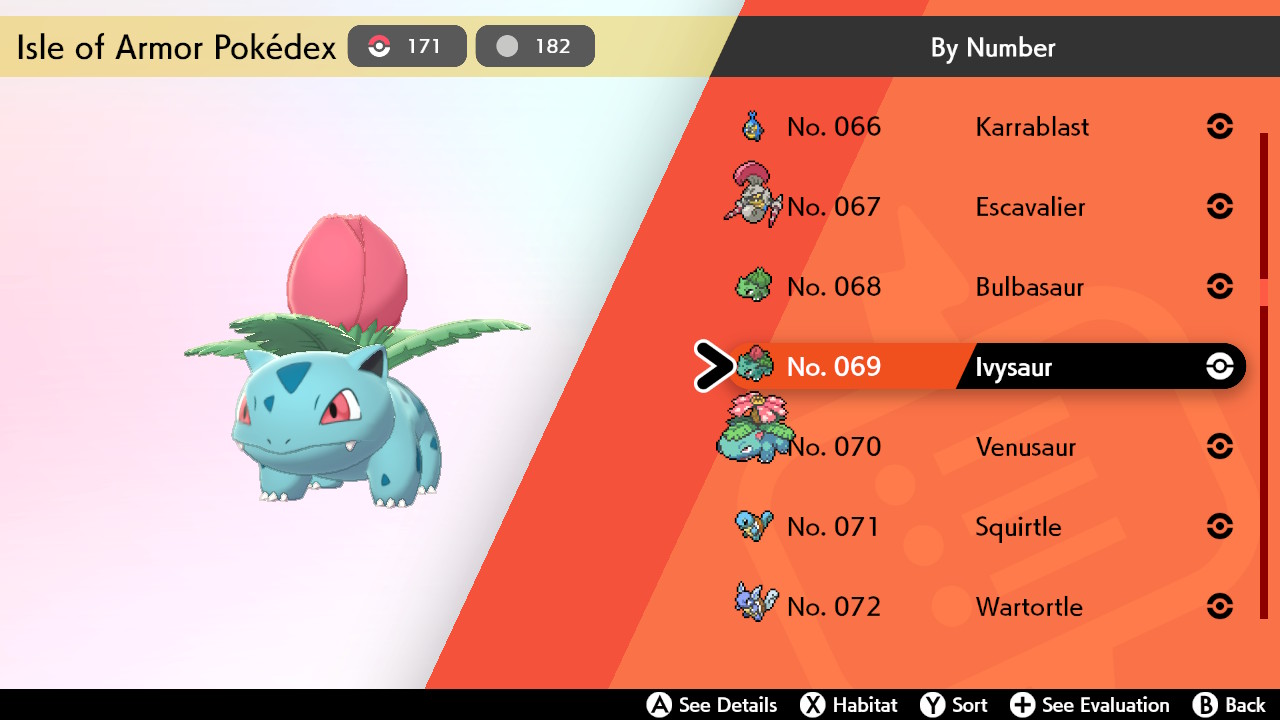 Isle of Armor Pokédex 171 182
By Number
No. 066 Karrablast
No. 067 Escavalier
No. 068 Bulbasaur
No. 069 Ivysaur
No. 070 Venusaur
No. 071 Squirtle
No. 072 Wartortle
A See Details X Habitat Y Sort + See Evaluation B Back